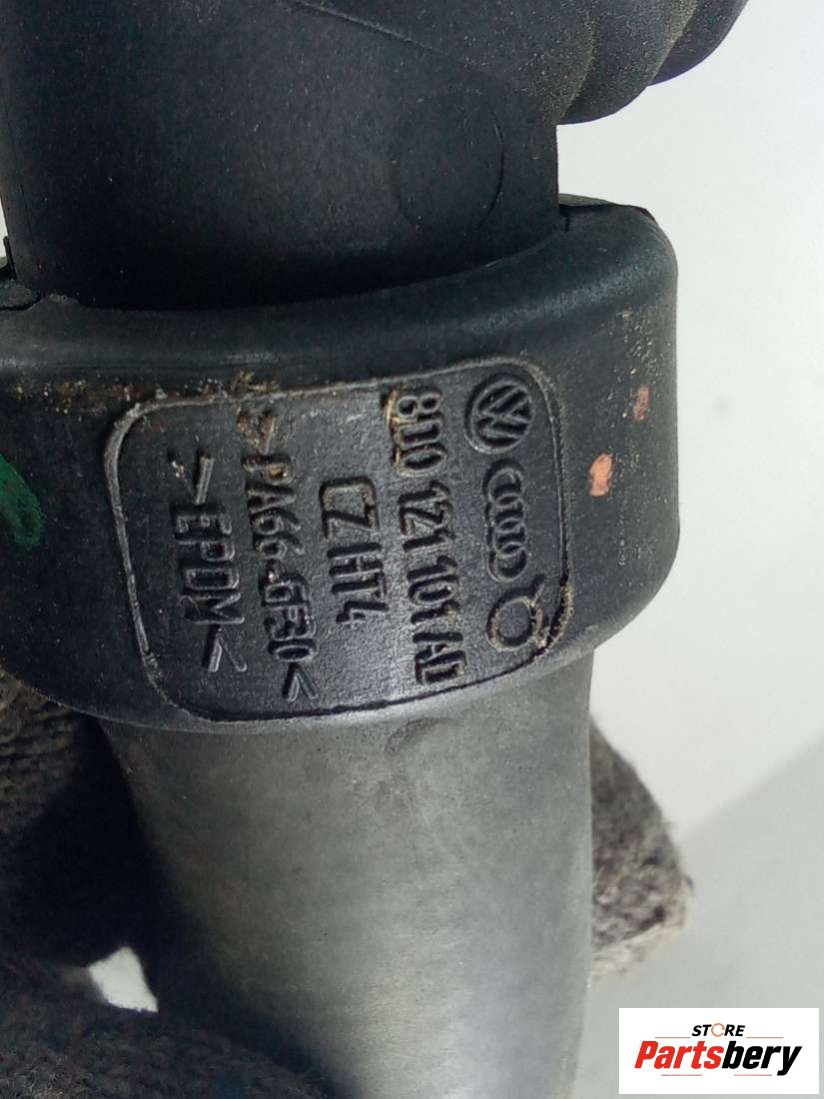 8D0 121 101 AD
CZ HT4
>PA66-GF30<
>EPDM<
STORE
Partsbery